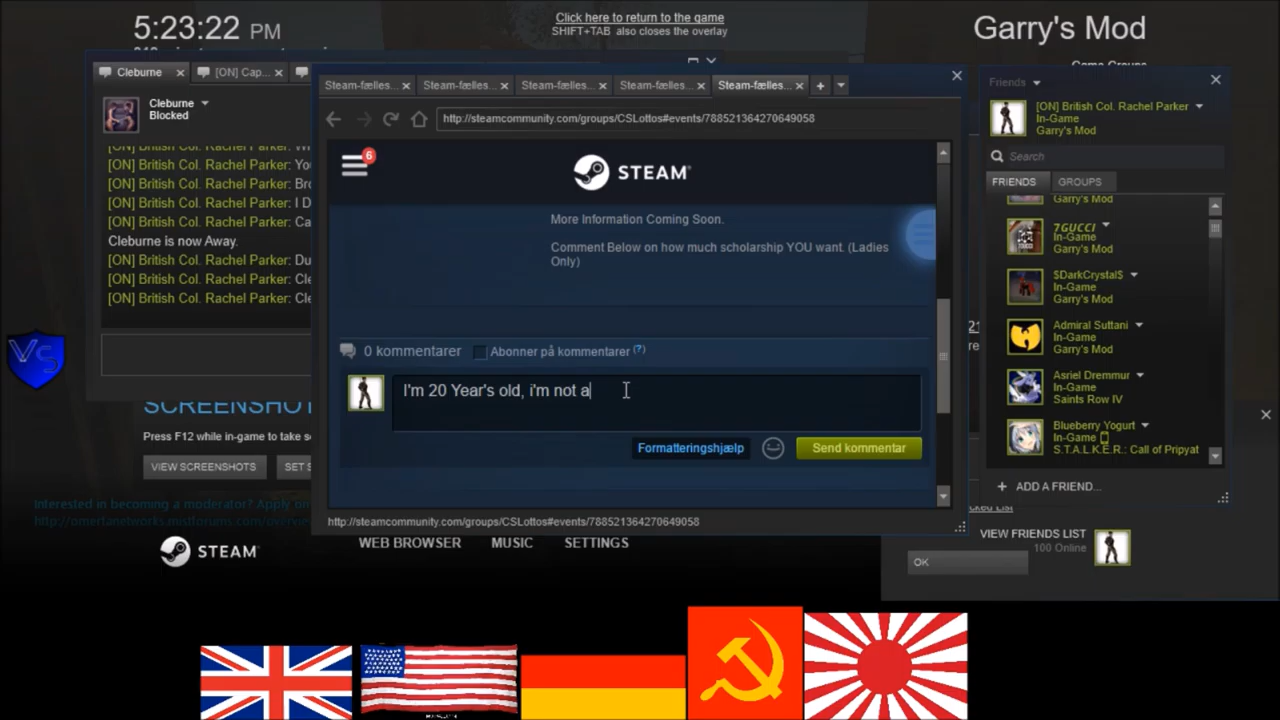 5:23:22 PM
Click here to return to the game
SHIFT+TAB also closes the overlay
Garry's Mod
Cleburne
[ON] Cap...
Cleburne
Blocked
[ON] British Col. Rachel Parker:
[ON] British Col. Rachel Parker: You
[ON] British Col. Rachel Parker: Bro
[ON] British Col. Rachel Parker: I D
[ON] British Col. Rachel Parker: Ca
Cleburne is now Away.
[ON] British Col. Rachel Parker: Du
[ON] British Col. Rachel Parker: Cle
[ON] British Col. Rachel Parker: Cle
Steam-fælles...
Steam-fælles...
Steam-fælles...
Steam-fælles...
Steam-fælles...
http://steamcommunity.com/groups/CSLottos#events/788521364270649058
6
STEAM
More Information Coming Soon.
Comment Below on how much scholarship YOU want. (Ladies
Only)
0 kommentarer
Abonner på kommentarer (?)
I'm 20 Year's old, i'm not a
Formatteringshjælp
Send kommentar
http://steamcommunity.com/groups/CSLottos#events/788521364270649058
Friends
[ON] British Col. Rachel Parker
In-Game
Garry's Mod
Search
FRIENDS
GROUPS
Garry's Mod
7GUCCI
In-Game
Garry's Mod
$DarkCrystal$
In-Game
Garry's Mod
Admiral Suttani
In-Game
Garry's Mod
Asriel Dremmur
In-Game
Saints Row IV
Blueberry Yogurt
In-Game
S.T.A.L.K.E.R.: Call of Pripyat
+ ADD A FRIEND...
VS
SCREENSHOTS
Press F12 while in-game to take s
VIEW SCREENSHOTS
SET S
Interested in becoming a moderator? Apply on
http://omertanetworks.mistforums.com/overvie
STEAM
WEB BROWSER
MUSIC
SETTINGS
VIEW FRIENDS LIST
100 Online
OK